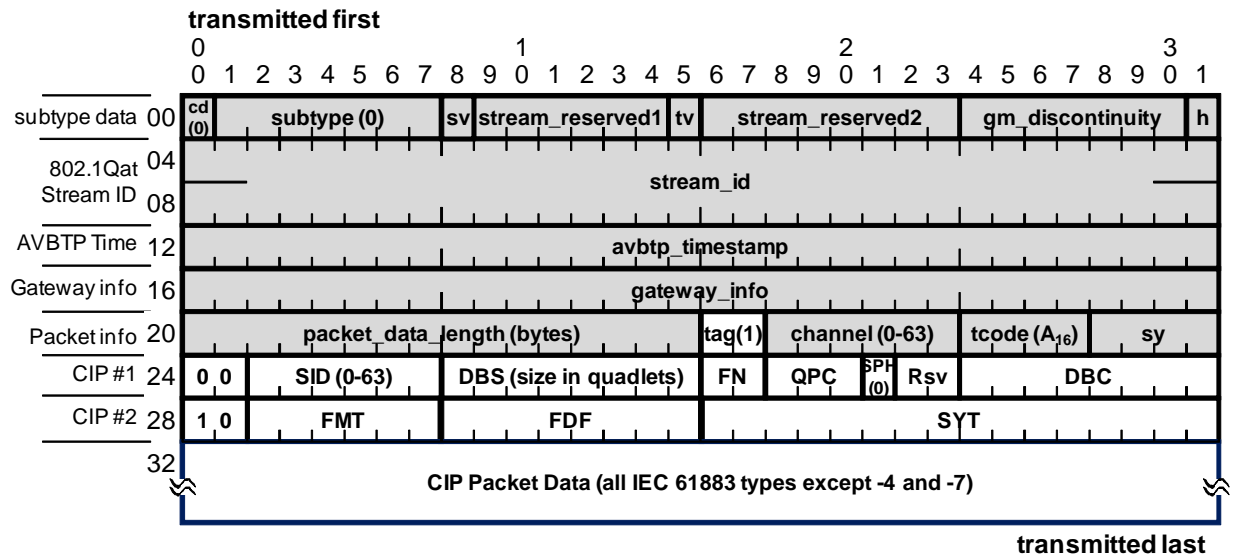 transmitted first
0 1 2 3
0 1 2 3 4 5 6 7 8 9 0 1 2 3 4 5 6 7 8 9 0 1 2 3 4 5 6 7 8 9 0 1
subtype data 00 cd (0) subtype (0) sv stream_reserved1 tv stream_reserved2 gm_discontinuity h
802.1Qat Stream ID 04 08 stream_id
AVBTP Time 12 avbtp_timestamp
Gateway info 16 gateway_info
Packet info 20 packet_data_length (bytes) tag(1) channel (0-63) tcode (A₁₆) sy
CIP #1 24 0 0 SID (0-63) DBS (size in quadlets) FN QPC SPH (0) Rsv DBC
CIP #2 28 1 0 FMT FDF SYT
32 CIP Packet Data (all IEC 61883 types except -4 and -7)
transmitted last